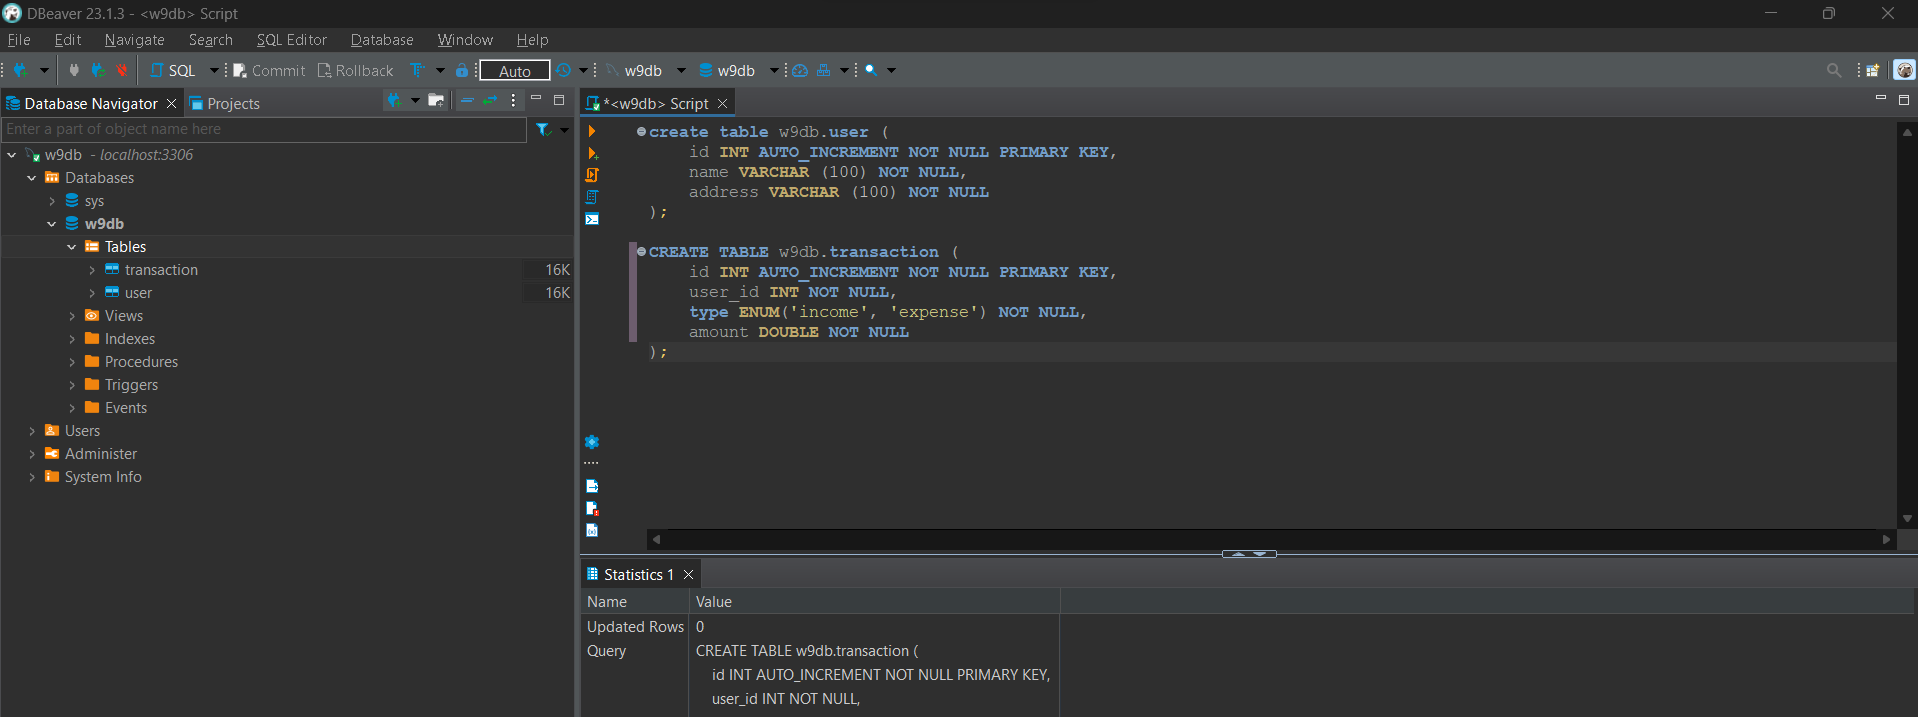 DBeaver 23.1.3 - <w9db> Script
File Edit Navigate Search SQL Editor Database Window Help
SQL Commit Rollback Auto w9db w9db
Database Navigator Projects
Enter a part of object name here
w9db - localhost:3306
Databases
sys
w9db
Tables
transaction 16K
user 16K
Views
Indexes
Procedures
Triggers
Events
Users
Administer
System Info
*<w9db> Script
create table w9db.user (
id INT AUTO_INCREMENT NOT NULL PRIMARY KEY,
name VARCHAR (100) NOT NULL,
address VARCHAR (100) NOT NULL
);
CREATE TABLE w9db.transaction (
id INT AUTO_INCREMENT NOT NULL PRIMARY KEY,
user_id INT NOT NULL,
type ENUM('income', 'expense') NOT NULL,
amount DOUBLE NOT NULL
);
Statistics 1
Name Value
Updated Rows 0
Query CREATE TABLE w9db.transaction (
id INT AUTO_INCREMENT NOT NULL PRIMARY KEY,
user_id INT NOT NULL,